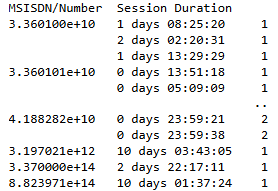 MSISDN/Number Session Duration
3.360100e+10 1 days 08:25:20 1
2 days 02:20:31 1
1 days 13:29:29 1
3.360101e+10 0 days 13:51:18 1
0 days 05:09:09 1
..
4.188282e+10 0 days 23:59:21 2
0 days 23:59:38 2
3.197021e+12 10 days 03:43:05 1
3.370000e+14 2 days 22:17:11 1
8.823971e+14 10 days 01:37:24 1